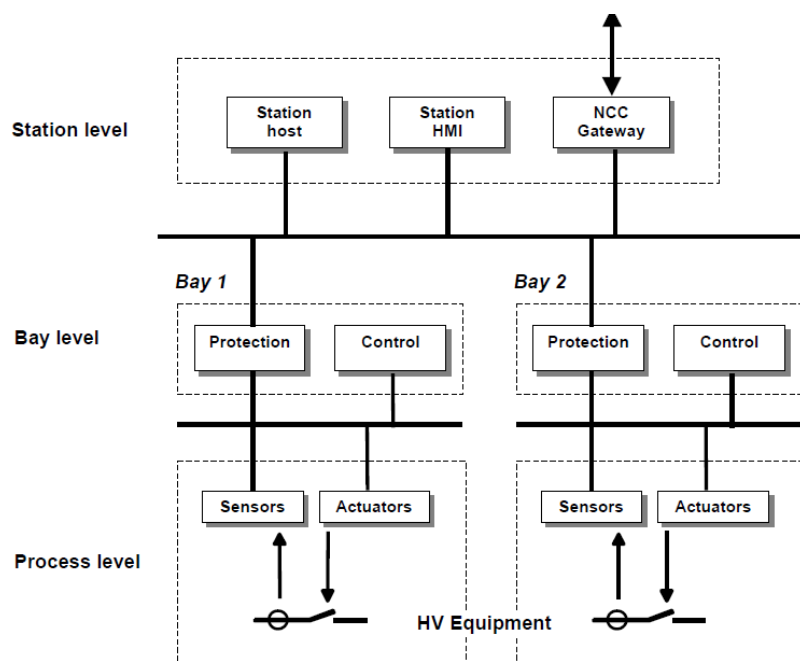 Station level
Station
host
Station
HMI
NCC
Gateway
Bay 1
Bay 2
Bay level
Protection
Control
Protection
Control
Sensors
Actuators
Sensors
Actuators
Process level
HV Equipment